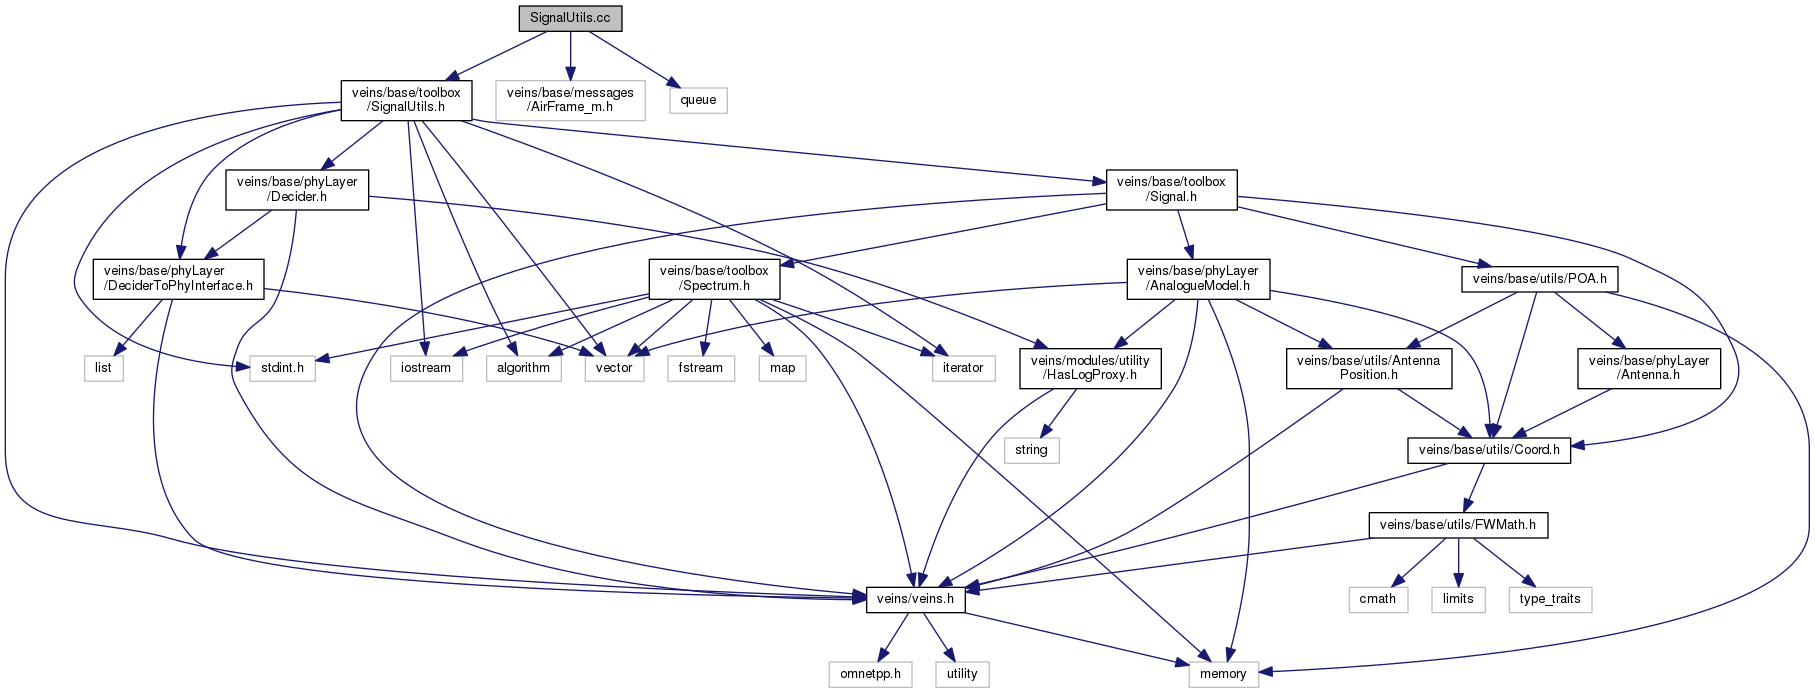 SignalUtils.cc
veins/base/toolbox
/SignalUtils.h
veins/base/messages
/AirFrame_m.h
queue
veins/base/phyLayer
/Decider.h
veins/base/toolbox
/Signal.h
veins/base/phyLayer
/DeciderToPhyInterface.h
veins/base/toolbox
/Spectrum.h
veins/base/phyLayer
/AnalogueModel.h
veins/base/utils/POA.h
list
stdint.h
iostream
algorithm
vector
fstream
map
iterator
veins/modules/utility
/HasLogProxy.h
veins/base/utils/Antenna
Position.h
veins/base/phyLayer
/Antenna.h
string
veins/base/utils/Coord.h
veins/base/utils/FWMath.h
veins/veins.h
cmath
limits
type_traits
omnetpp.h
utility
memory